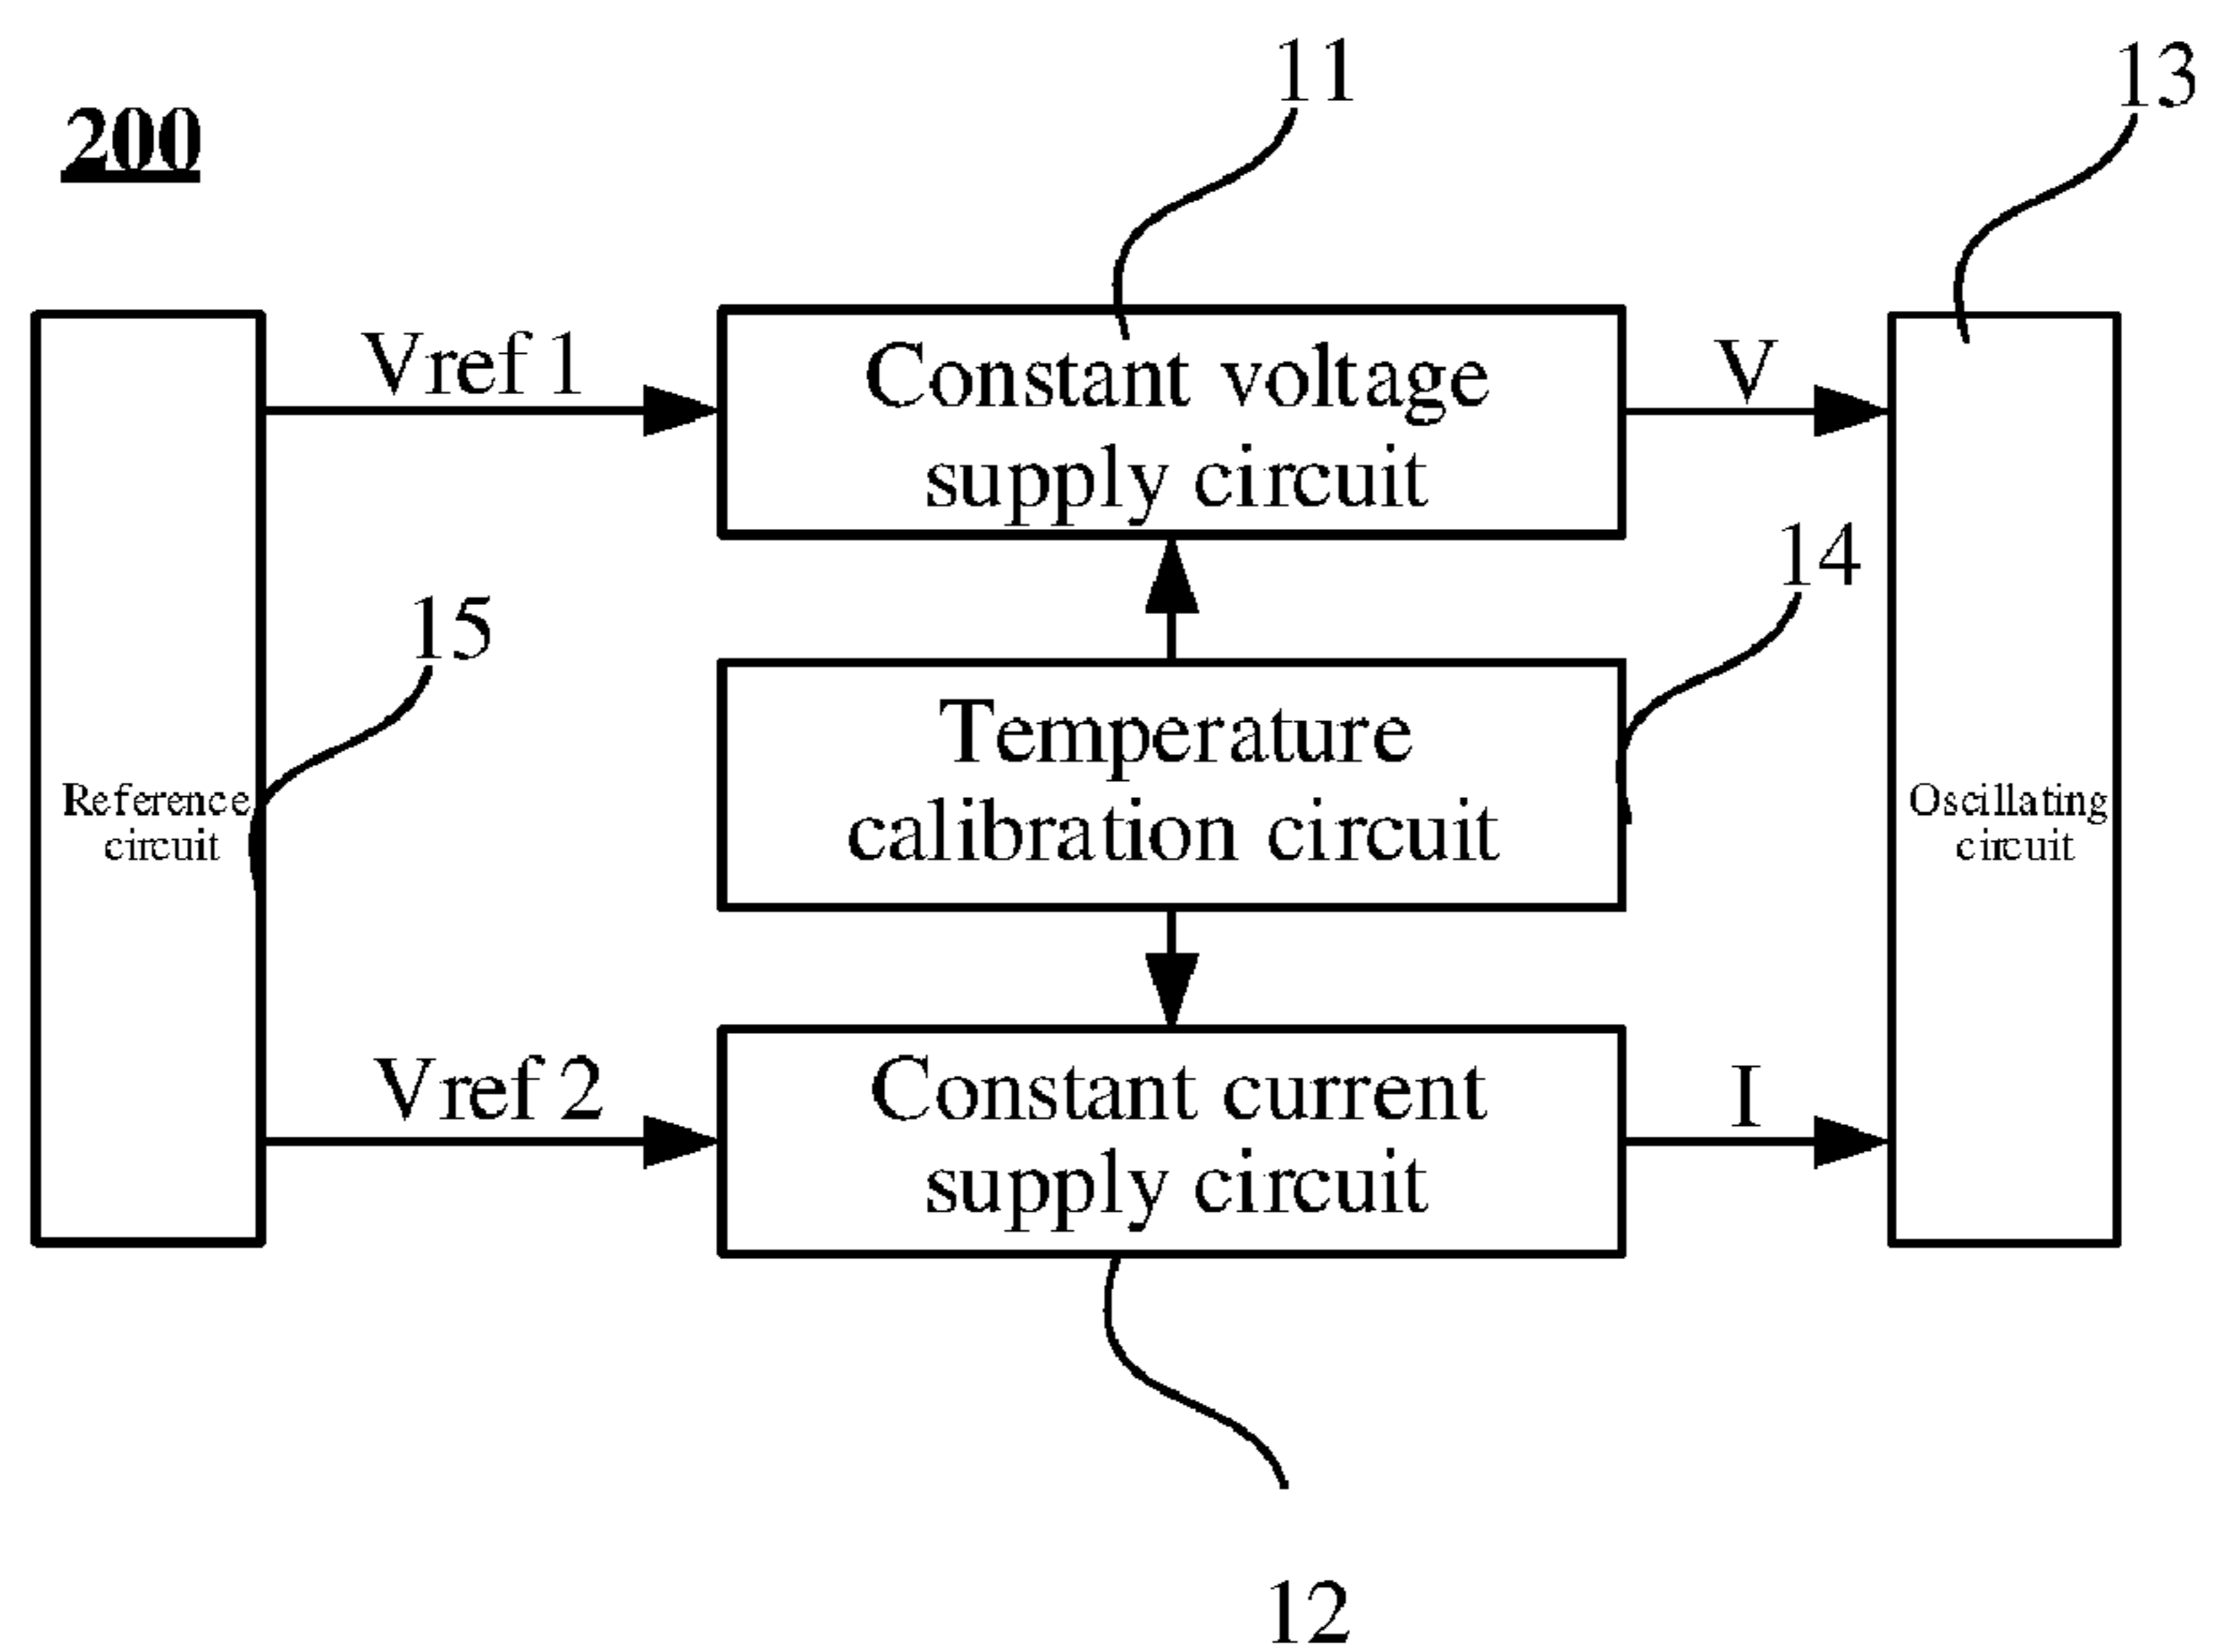 200
11
13
Vref 1
Constant voltage
supply circuit
V
14
15
Temperature
calibration circuit
Reference
circuit
Oscillating
circuit
Vref 2
Constant current
supply circuit
I
12